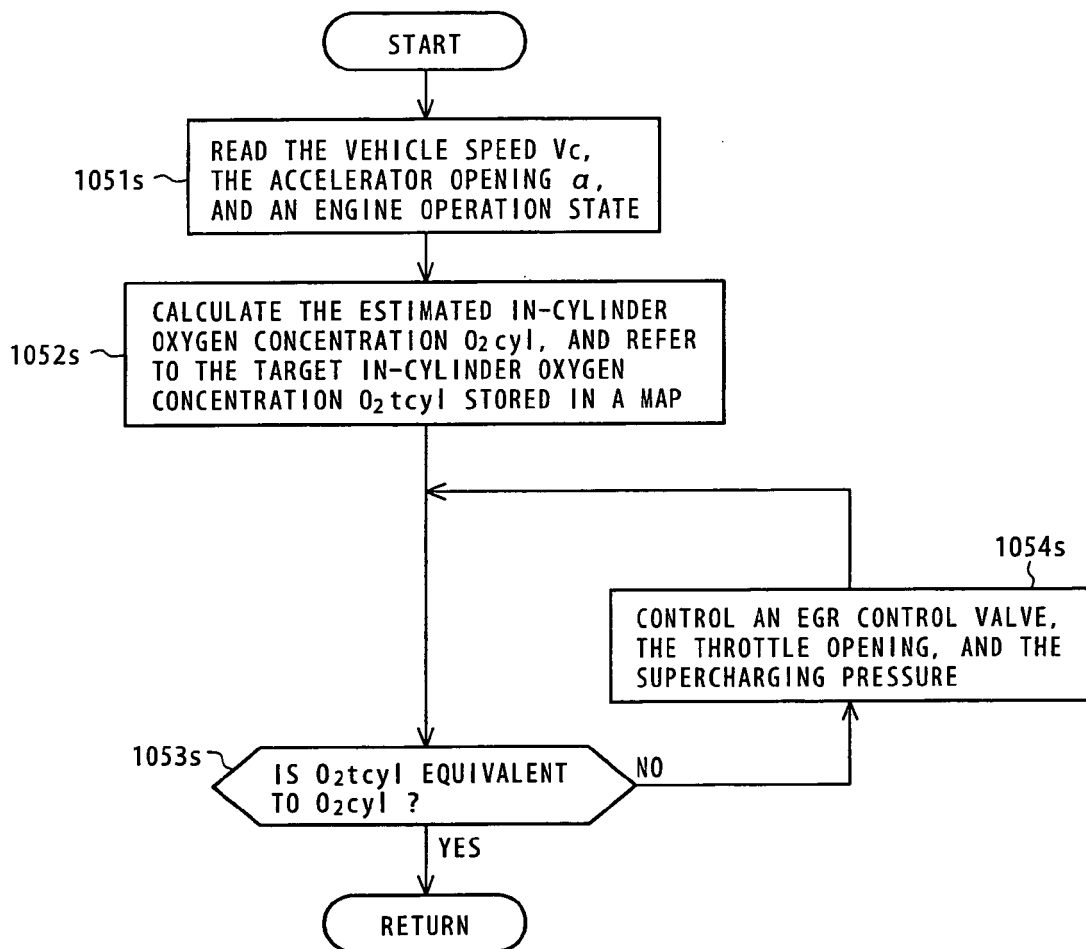 START
1051s
READ THE VEHICLE SPEED Vc,
THE ACCELERATOR OPENING α,
AND AN ENGINE OPERATION STATE
1052s
CALCULATE THE ESTIMATED IN-CYLINDER
OXYGEN CONCENTRATION O₂cyl, AND REFER
TO THE TARGET IN-CYLINDER OXYGEN
CONCENTRATION O₂tcyl STORED IN A MAP
1054s
CONTROL AN EGR CONTROL VALVE,
THE THROTTLE OPENING, AND THE
SUPERCHARGING PRESSURE
1053s
IS O₂tcyl EQUIVALENT
TO O₂cyl ?
NO
YES
RETURN